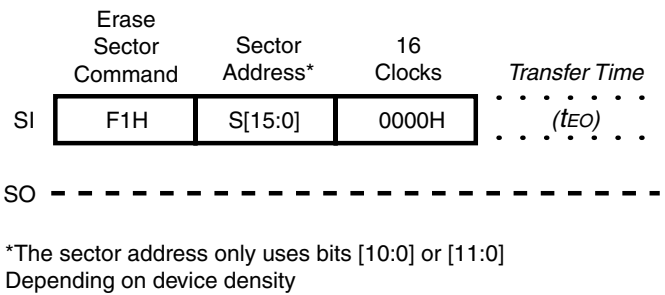 Erase
Sector
Command
Sector
Address*
16
Clocks
Transfer Time
SI
F1H
S[15:0]
0000H
(tEO)
SO
*The sector address only uses bits [10:0] or [11:0]
Depending on device density